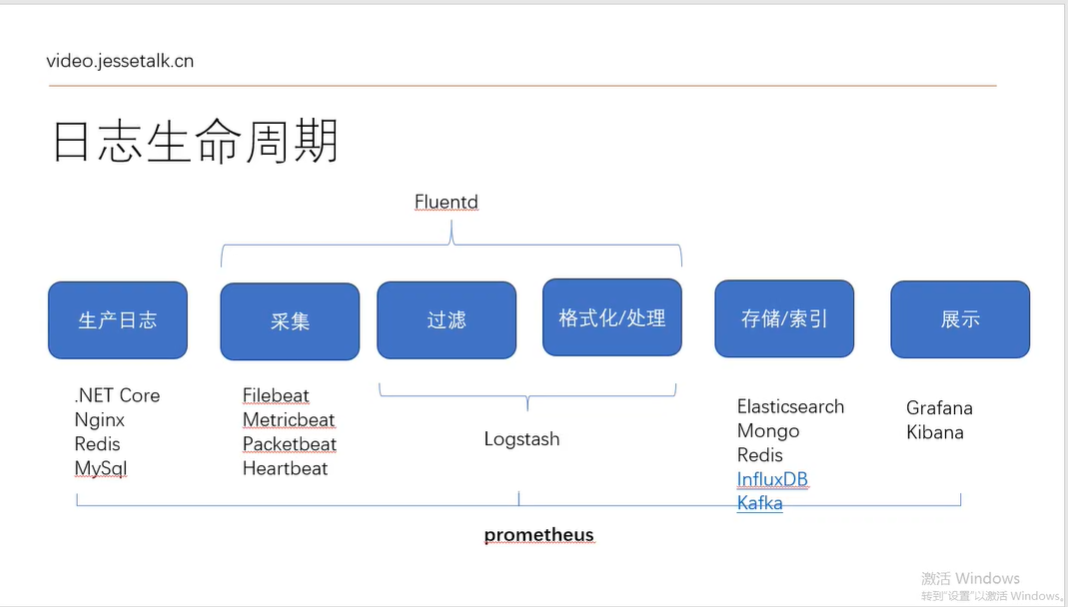 video.jessetalk.cn
日志生命周期
Fluentd
生产日志
采集
过滤
格式化/处理
存储/索引
展示
.NET Core
Nginx
Redis
MySql
Filebeat
Metricbeat
Packetbeat
Heartbeat
Logstash
Elasticsearch
Mongo
Redis
InfluxDB
Kafka
Grafana
Kibana
prometheus
激活 Windows
转到"设置"以激活 Windows。